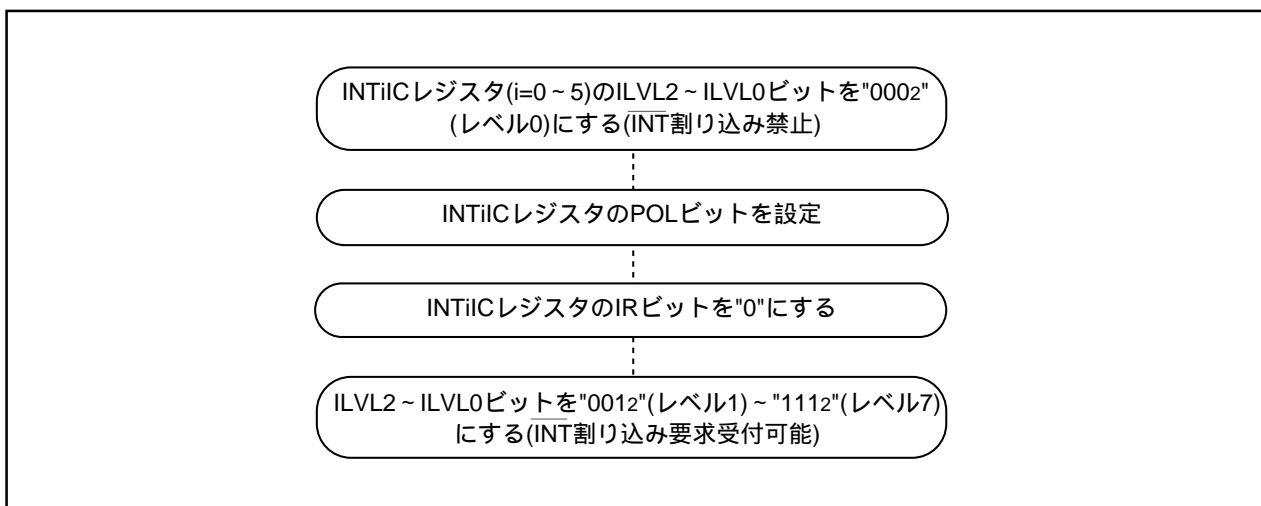 INTiICレジスタ(i=0～5)のILVL2～ILVL0ビットを"0002"
(レベル0)にする(INT割り込み禁止)
INTiICレジスタのPOLビットを設定
INTiICレジスタのIRビットを"0"にする
ILVL2～ILVL0ビットを"0012"(レベル1)～"1112"(レベル7)
にする(INT割り込み要求受付可能)